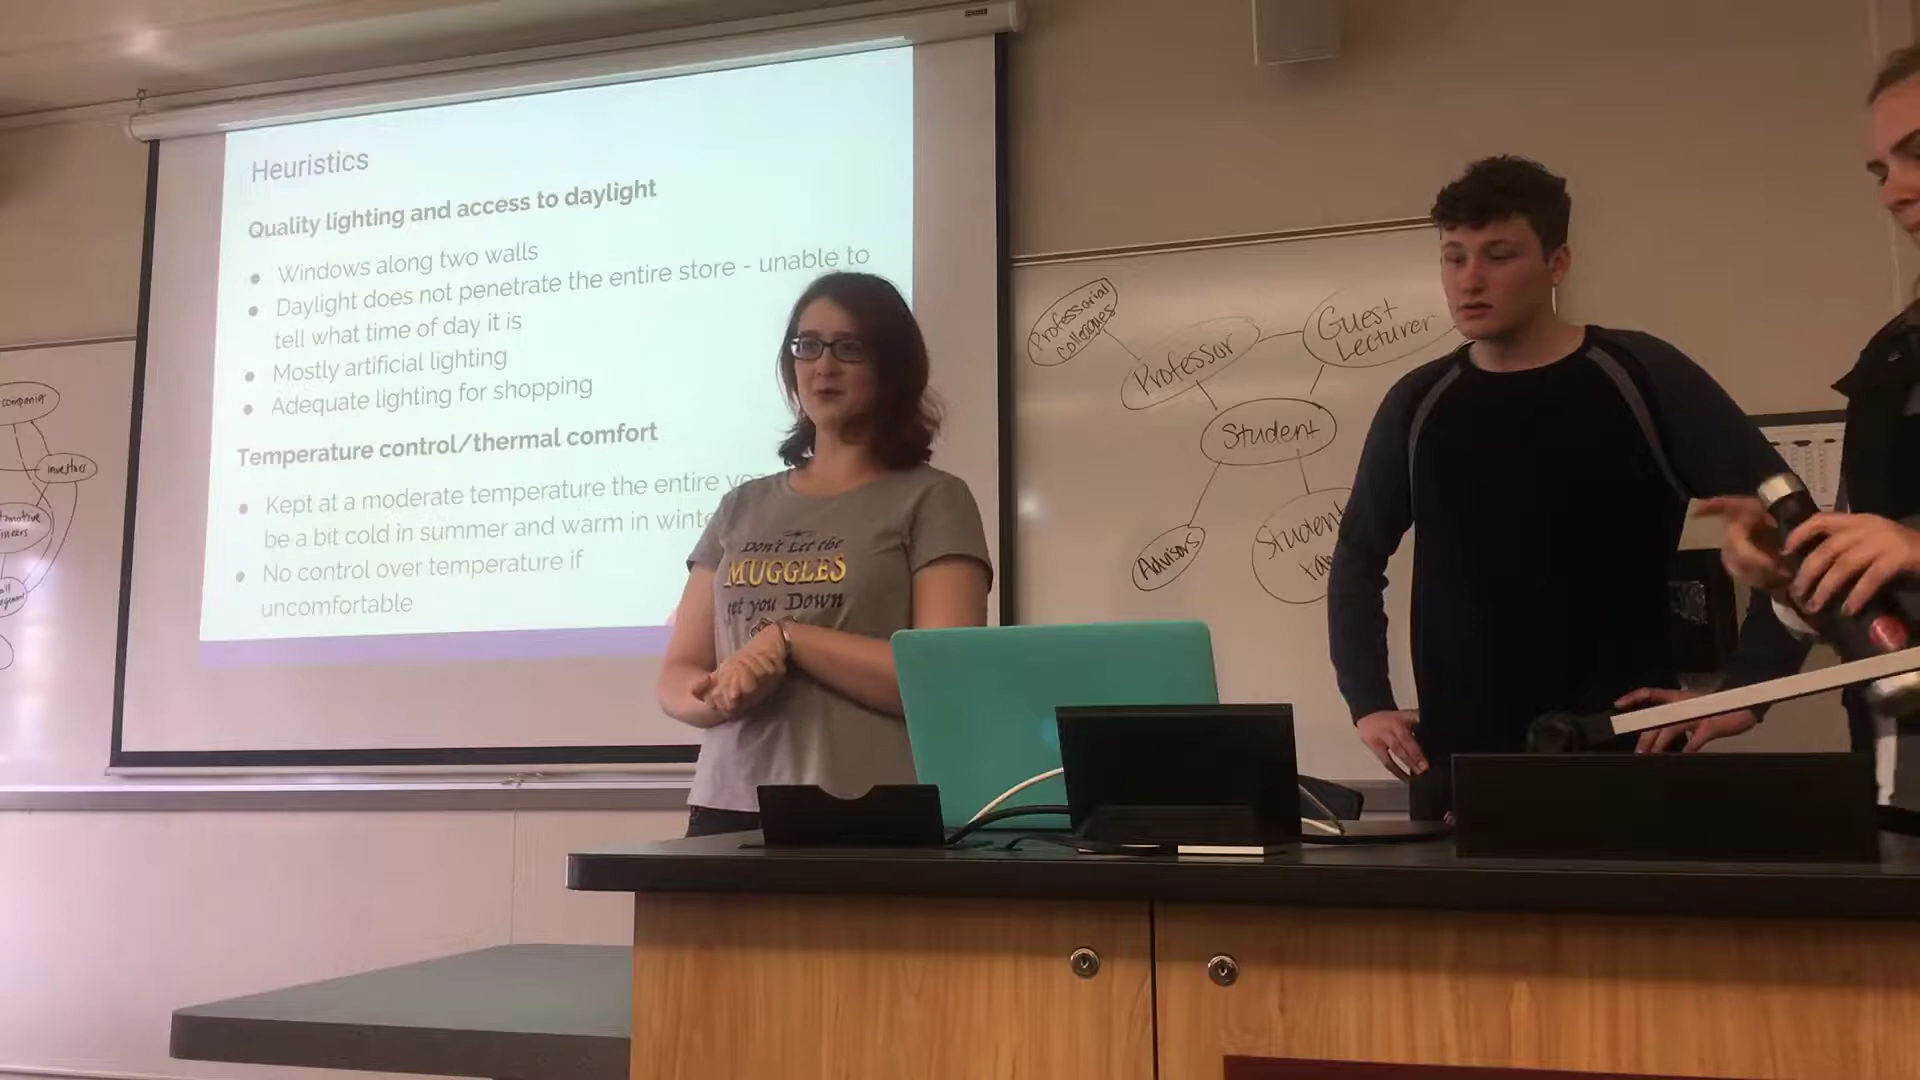 Heuristics
Quality lighting and access to daylight
Windows along two walls
Daylight does not penetrate the entire store - unable to
tell what time of day it is
Mostly artificial lighting
Adequate lighting for shopping
Temperature control/thermal comfort
Kept at a moderate temperature the entire
be a bit cold in summer and warm in
No control over temperature if
uncomfortable
Don't Let the
MUGGLES
get you Down
Professorial
Colleagues
Professor
Guest
Lecturer
Student
Advisors
Student
companies
investors